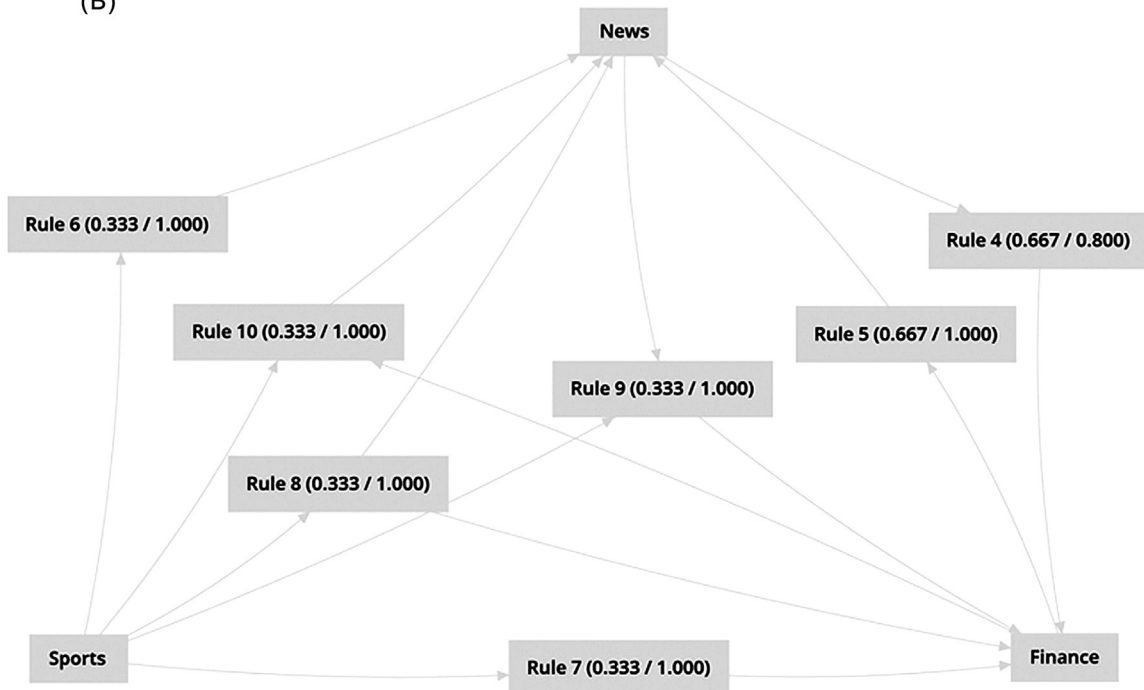 (B)
News
Rule 6 (0.333 / 1.000)
Rule 4 (0.667 / 0.800)
Rule 10 (0.333 / 1.000)
Rule 5 (0.667 / 1.000)
Rule 9 (0.333 / 1.000)
Rule 8 (0.333 / 1.000)
Sports
Rule 7 (0.333 / 1.000)
Finance